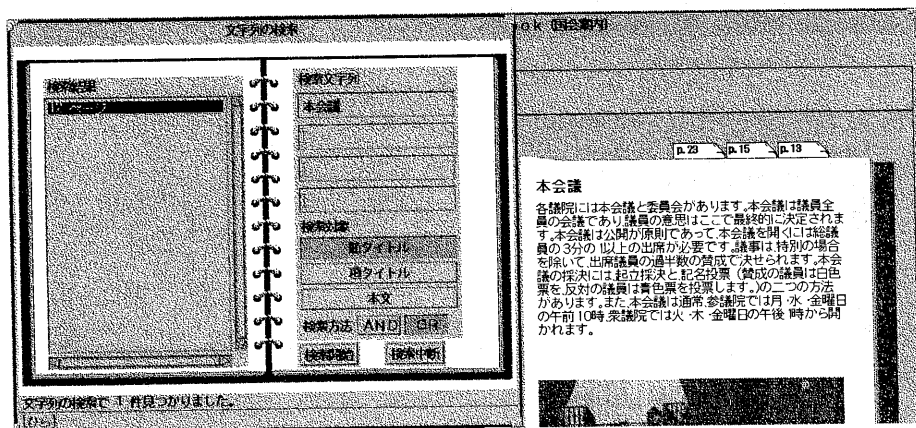 文字列の検索
ok (国会案内)
検索結果
検索文字列
本会議
検索対象
題タイトル
項タイトル
本文
検索方法 AND OR
検索開始 検索中断
文字列の検索で 1 件見つかりました。
[ひら]
p. 23 p. 15 p. 13
本会議
各議院には本会議と委員会があります。本会議は議員全
員の会議であり、議員の意思はここで最終的に決定されま
す。本会議は公開が原則であって、本会議を開くには総議
員の3分の1以上の出席が必要です。議事は、特別の場合
を除いて、出席議員の過半数の賛成で決せられます。本会
議の採決には、起立採決と、記名投票（賛成の議員は白色
票を、反対の議員は青色票を投票します。)の二つの方法
があります。また、本会議は通常、参議院では月・水・金曜日
の午前10時、衆議院では火・木・金曜日の午後1時から開
かれます。